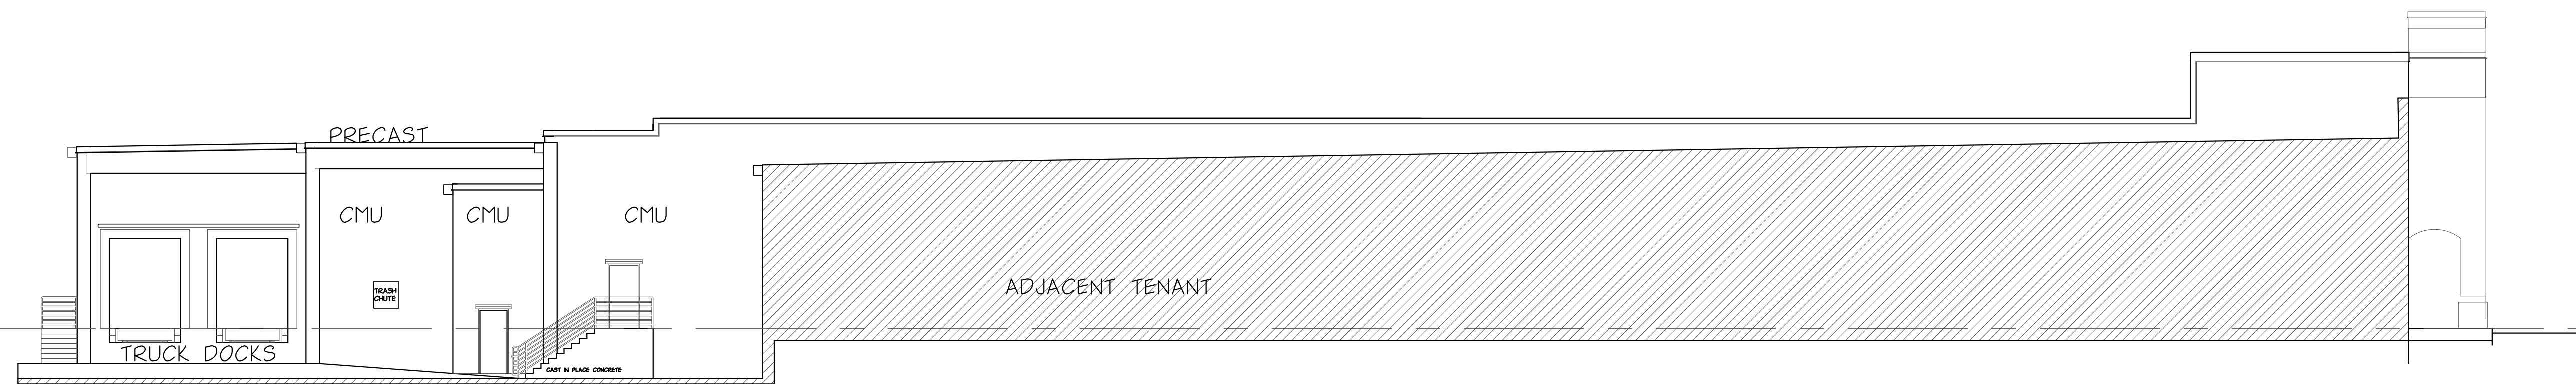 PRECAST
CMU
CMU
CMU
TRASH
CHUTE
ADJACENT TENANT
TRUCK DOCKS
CAST IN PLACE CONCRETE